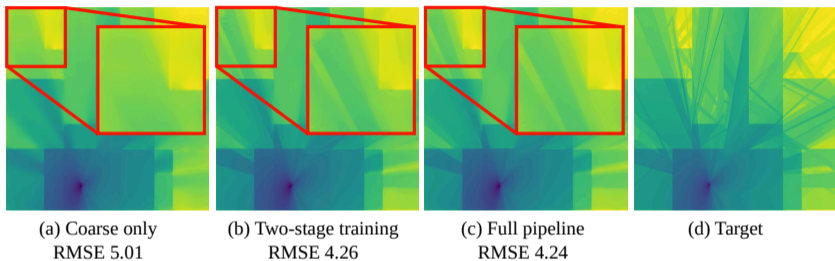 (a) Coarse only
RMSE 5.01
(b) Two-stage training
RMSE 4.26
(c) Full pipeline
RMSE 4.24
(d) Target